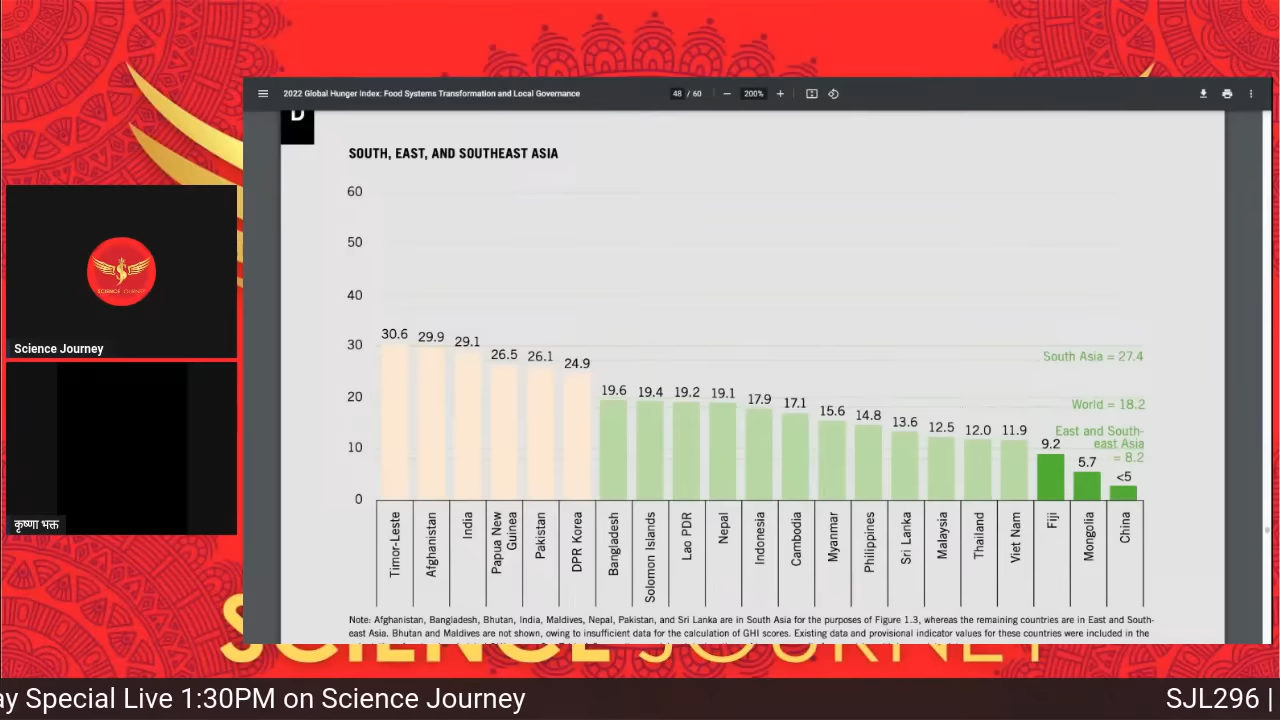 2022 Global Hunger Index: Food Systems Transformation and Local Governance
48 / 60
200%
D
SOUTH, EAST, AND SOUTHEAST ASIA
60
50
40
30
20
10
0
30.6
29.9
29.1
26.5
26.1
24.9
19.6
19.4
19.2
19.1
17.9
17.1
15.6
14.8
13.6
12.5
12.0
11.9
9.2
5.7
<5
South Asia = 27.4
World = 18.2
East and South-
east Asia
= 8.2
Timor-Leste
Afghanistan
India
Papua New
Guinea
Pakistan
DPR Korea
Bangladesh
Solomon Islands
Lao PDR
Nepal
Indonesia
Cambodia
Myanmar
Philippines
Sri Lanka
Malaysia
Thailand
Viet Nam
Fiji
Mongolia
China
Note: Afghanistan, Bangladesh, Bhutan, India, Maldives, Nepal, Pakistan, and Sri Lanka are in South Asia for the purposes of Figure 1.3, whereas the remaining countries are in East and South-
east Asia. Bhutan and Maldives are not shown, owing to insufficient data for the calculation of GHI scores. Existing data and provisional indicator values for these countries were included in the
SCIENCE JOURNEY
Science Journey
कृष्णा भक्त
SCIENCE JOURNEY
ay Special Live 1:30PM on Science Journey
SJL296 |